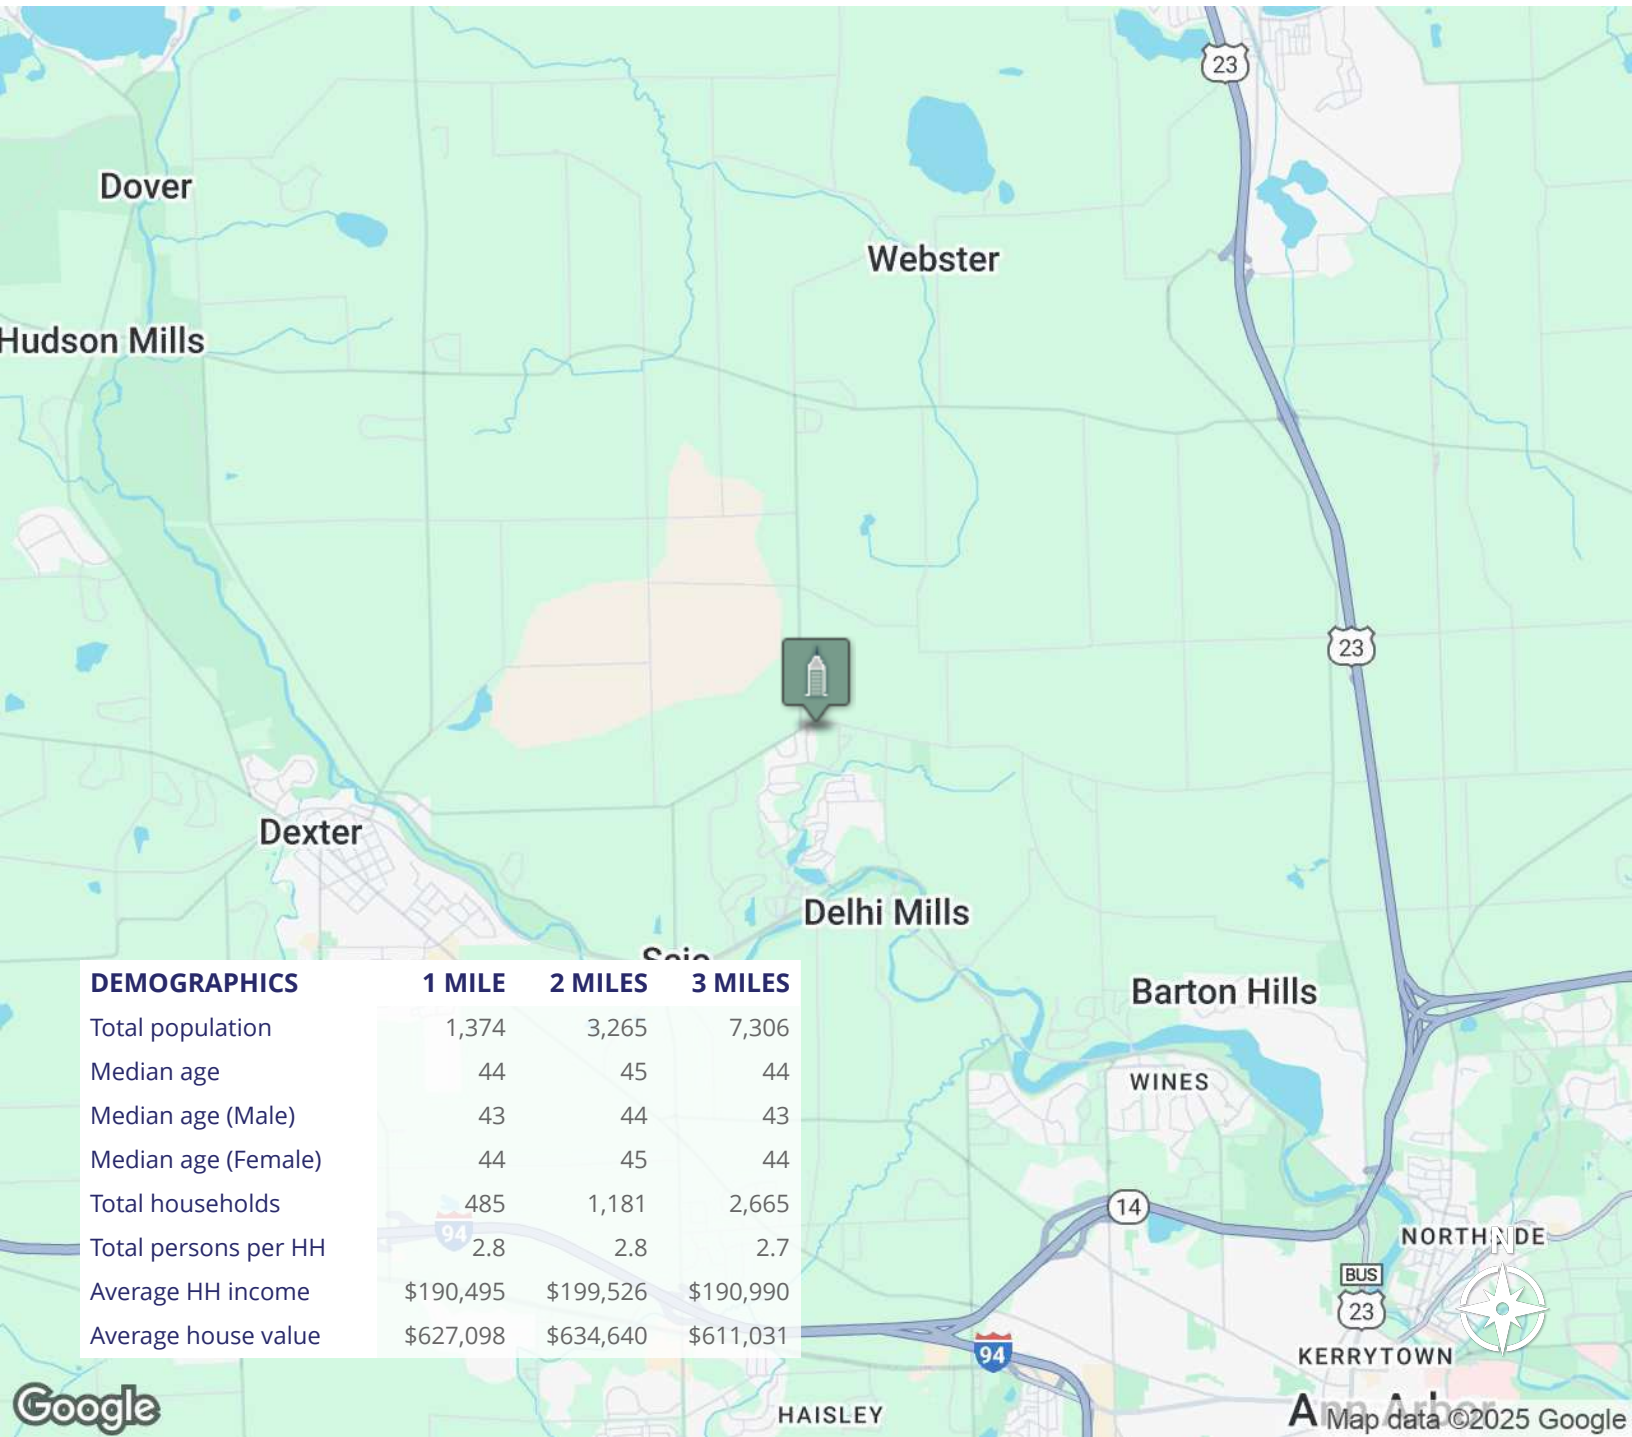 23
Dover
Webster
Hudson Mills
23
Dexter
Delhi Mills
Scio
Barton Hills
DEMOGRAPHICS 1 MILE 2 MILES 3 MILES
Total population 1,374 3,265 7,306
Median age 44 45 44
Median age (Male) 43 44 43
Median age (Female) 44 45 44
Total households 485 1,181 2,665
Total persons per HH 2.8 2.8 2.7
Average HH income $190,495 $199,526 $190,990
Average house value $627,098 $634,640 $611,031
WINES
14
94
NORTHSIDE
N
BUS
23
94
KERRYTOWN
HAISLEY
Ann Arbor
Google
Map data ©2025 Google